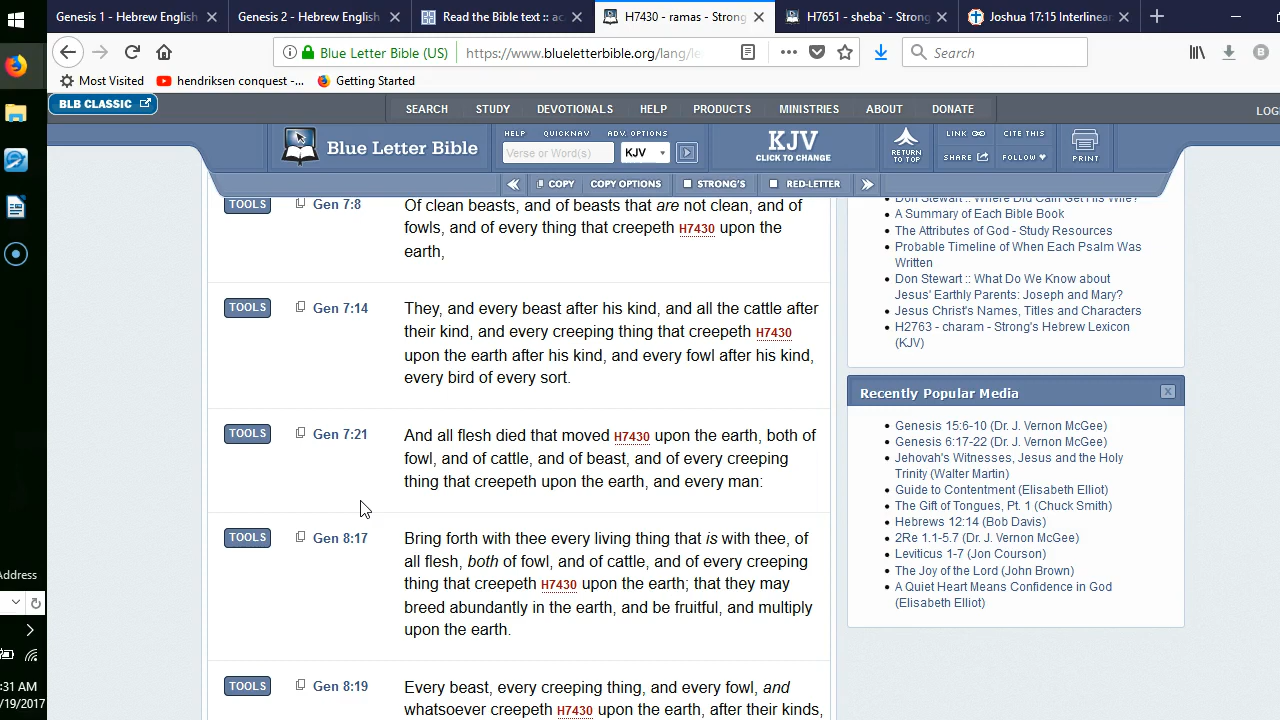 Genesis 1 - Hebrew English
Genesis 2 - Hebrew English
Read the Bible text :: ac
H7430 - ramas - Strong
H7651 - sheba` - Strong
Joshua 17:15 Interlinea
Blue Letter Bible (US)
https://www.blueletterbible.org/lang/le
Search
Most Visited
henriksen conquest -...
Getting Started
BLB CLASSIC
SEARCH
STUDY
DEVOTIONALS
HELP
PRODUCTS
MINISTRIES
ABOUT
DONATE
LOG
Blue Letter Bible
HELP QUICKNAV ADV. OPTIONS
Verse or Word(s)
KJV
KJV
CLICK TO CHANGE
RETURN
TO TOP
LINK
CITE THIS
SHARE
FOLLOW
PRINT
COPY
COPY OPTIONS
STRONG'S
RED-LETTER
TOOLS
Gen 7:8
Of clean beasts, and of beasts that are not clean, and of
fowls, and of every thing that creepeth H7430 upon the
earth,
TOOLS
Gen 7:14
They, and every beast after his kind, and all the cattle after
their kind, and every creeping thing that creepeth H7430
upon the earth after his kind, and every fowl after his kind,
every bird of every sort.
TOOLS
Gen 7:21
And all flesh died that moved H7430 upon the earth, both of
fowl, and of cattle, and of beast, and of every creeping
thing that creepeth upon the earth, and every man:
TOOLS
Gen 8:17
Bring forth with thee every living thing that is with thee, of
all flesh, both of fowl, and of cattle, and of every creeping
thing that creepeth H7430 upon the earth; that they may
breed abundantly in the earth, and be fruitful, and multiply
upon the earth.
TOOLS
Gen 8:19
Every beast, every creeping thing, and every fowl, and
whatsoever creepeth H7430 upon the earth, after their kinds,
Don Stewart :: Where Did Cain Get His Wife?
A Summary of Each Bible Book
The Attributes of God - Study Resources
Probable Timeline of When Each Psalm Was
Written
Don Stewart :: What Do We Know about
Jesus' Earthly Parents: Joseph and Mary?
Jesus Christ's Names, Titles and Characters
H2763 - charam - Strong's Hebrew Lexicon
(KJV)
Recently Popular Media
Genesis 15:6-10 (Dr. J. Vernon McGee)
Genesis 6:17-22 (Dr. J. Vernon McGee)
Jehovah's Witnesses, Jesus and the Holy
Trinity (Walter Martin)
Guide to Contentment (Elisabeth Elliot)
The Gift of Tongues, Pt. 1 (Chuck Smith)
Hebrews 12:14 (Bob Davis)
2Re 1.1-5.7 (Dr. J. Vernon McGee)
Leviticus 1-7 (Jon Courson)
The Joy of the Lord (John Brown)
A Quiet Heart Means Confidence in God
(Elisabeth Elliot)
Address
:31 AM
/19/2017